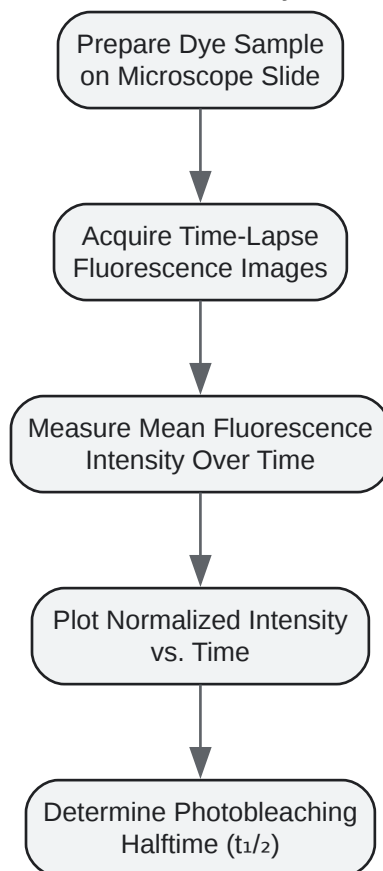 Prepare Dye Sample
on Microscope Slide
Acquire Time-Lapse
Fluorescence Images
Measure Mean Fluorescence
Intensity Over Time
Plot Normalized Intensity
vs. Time
Determine Photobleaching
Halftime (t₁/₂)